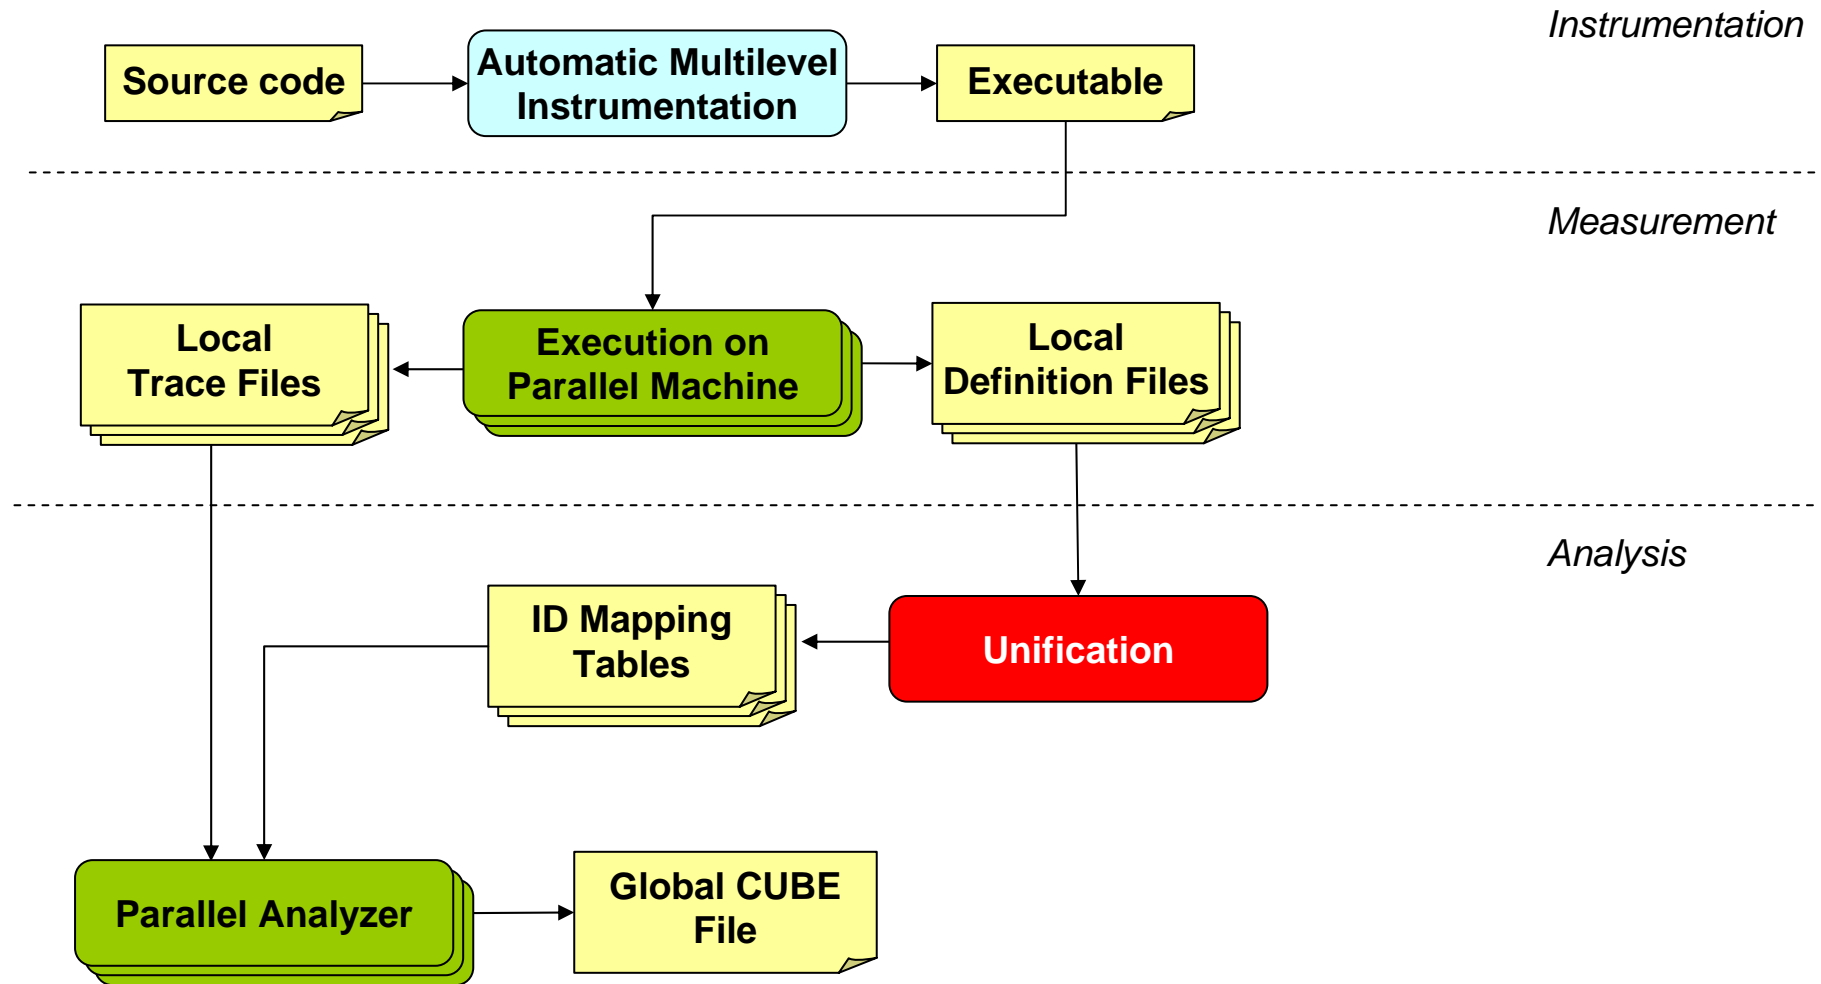 Instrumentation
Source code
Automatic Multilevel
Instrumentation
Executable
Measurement
Local
Trace Files
Execution on
Parallel Machine
Local
Definition Files
Analysis
ID Mapping
Tables
Unification
Parallel Analyzer
Global CUBE
File